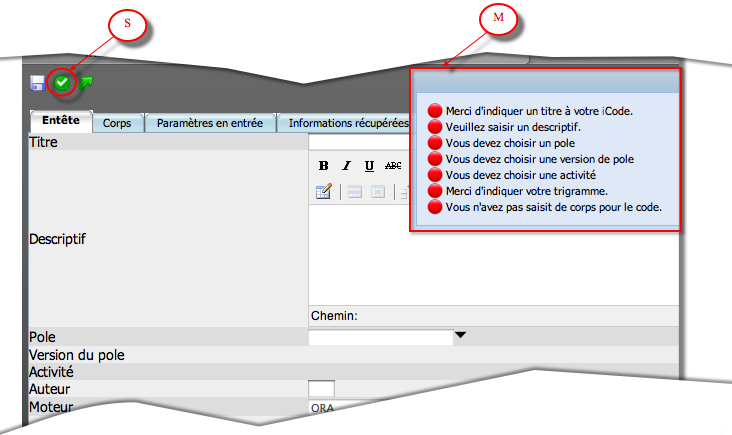 S
M
Merci d'indiquer un titre à votre iCode.
Veuillez saisir un descriptif.
Vous devez choisir un pole
Vous devez choisir une version de pole
Vous devez choisir une activité
Merci d'indiquer votre trigramme.
Vous n'avez pas saisit de corps pour le code.
Entête Corps Paramètres en entrée Informations récupérées
Titre
B I U ABC
Descriptif
Chemin:
Pole
Version du pole
Activité
Auteur
Moteur ORA